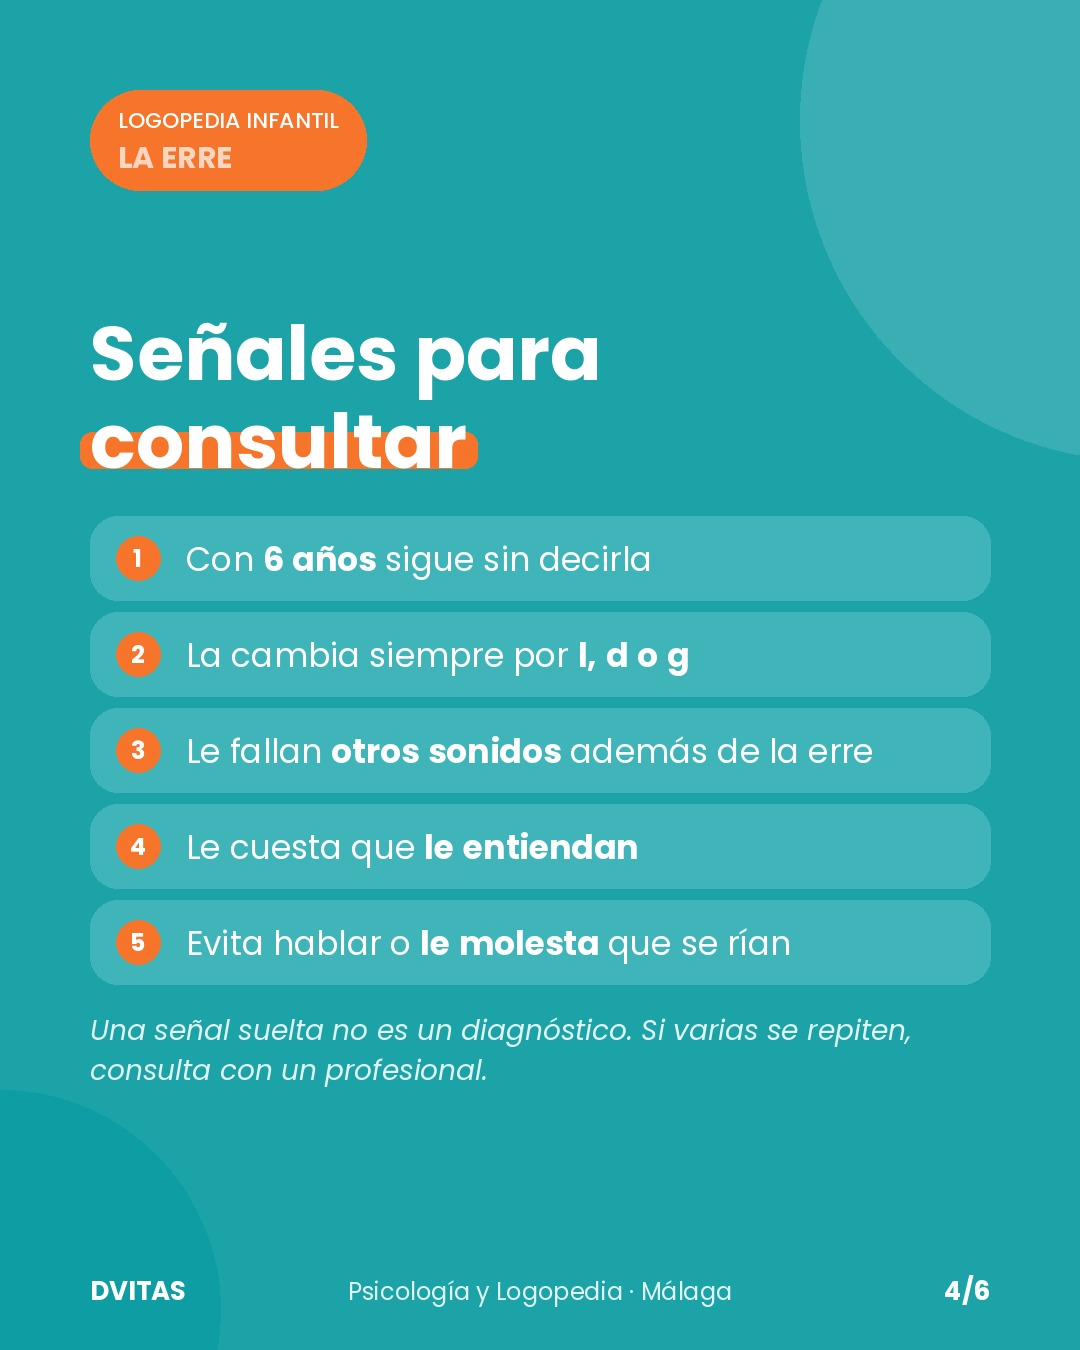 LOGOPEDIA INFANTIL
LA ERRE
Señales para
consultar
1 Con 6 años sigue sin decirla
2 La cambia siempre por l, d o g
3 Le fallan otros sonidos además de la erre
4 Le cuesta que le entiendan
5 Evita hablar o le molesta que se rían
Una señal suelta no es un diagnóstico. Si varias se repiten,
consulta con un profesional.
DVITAS Psicología y Logopedia · Málaga 4/6